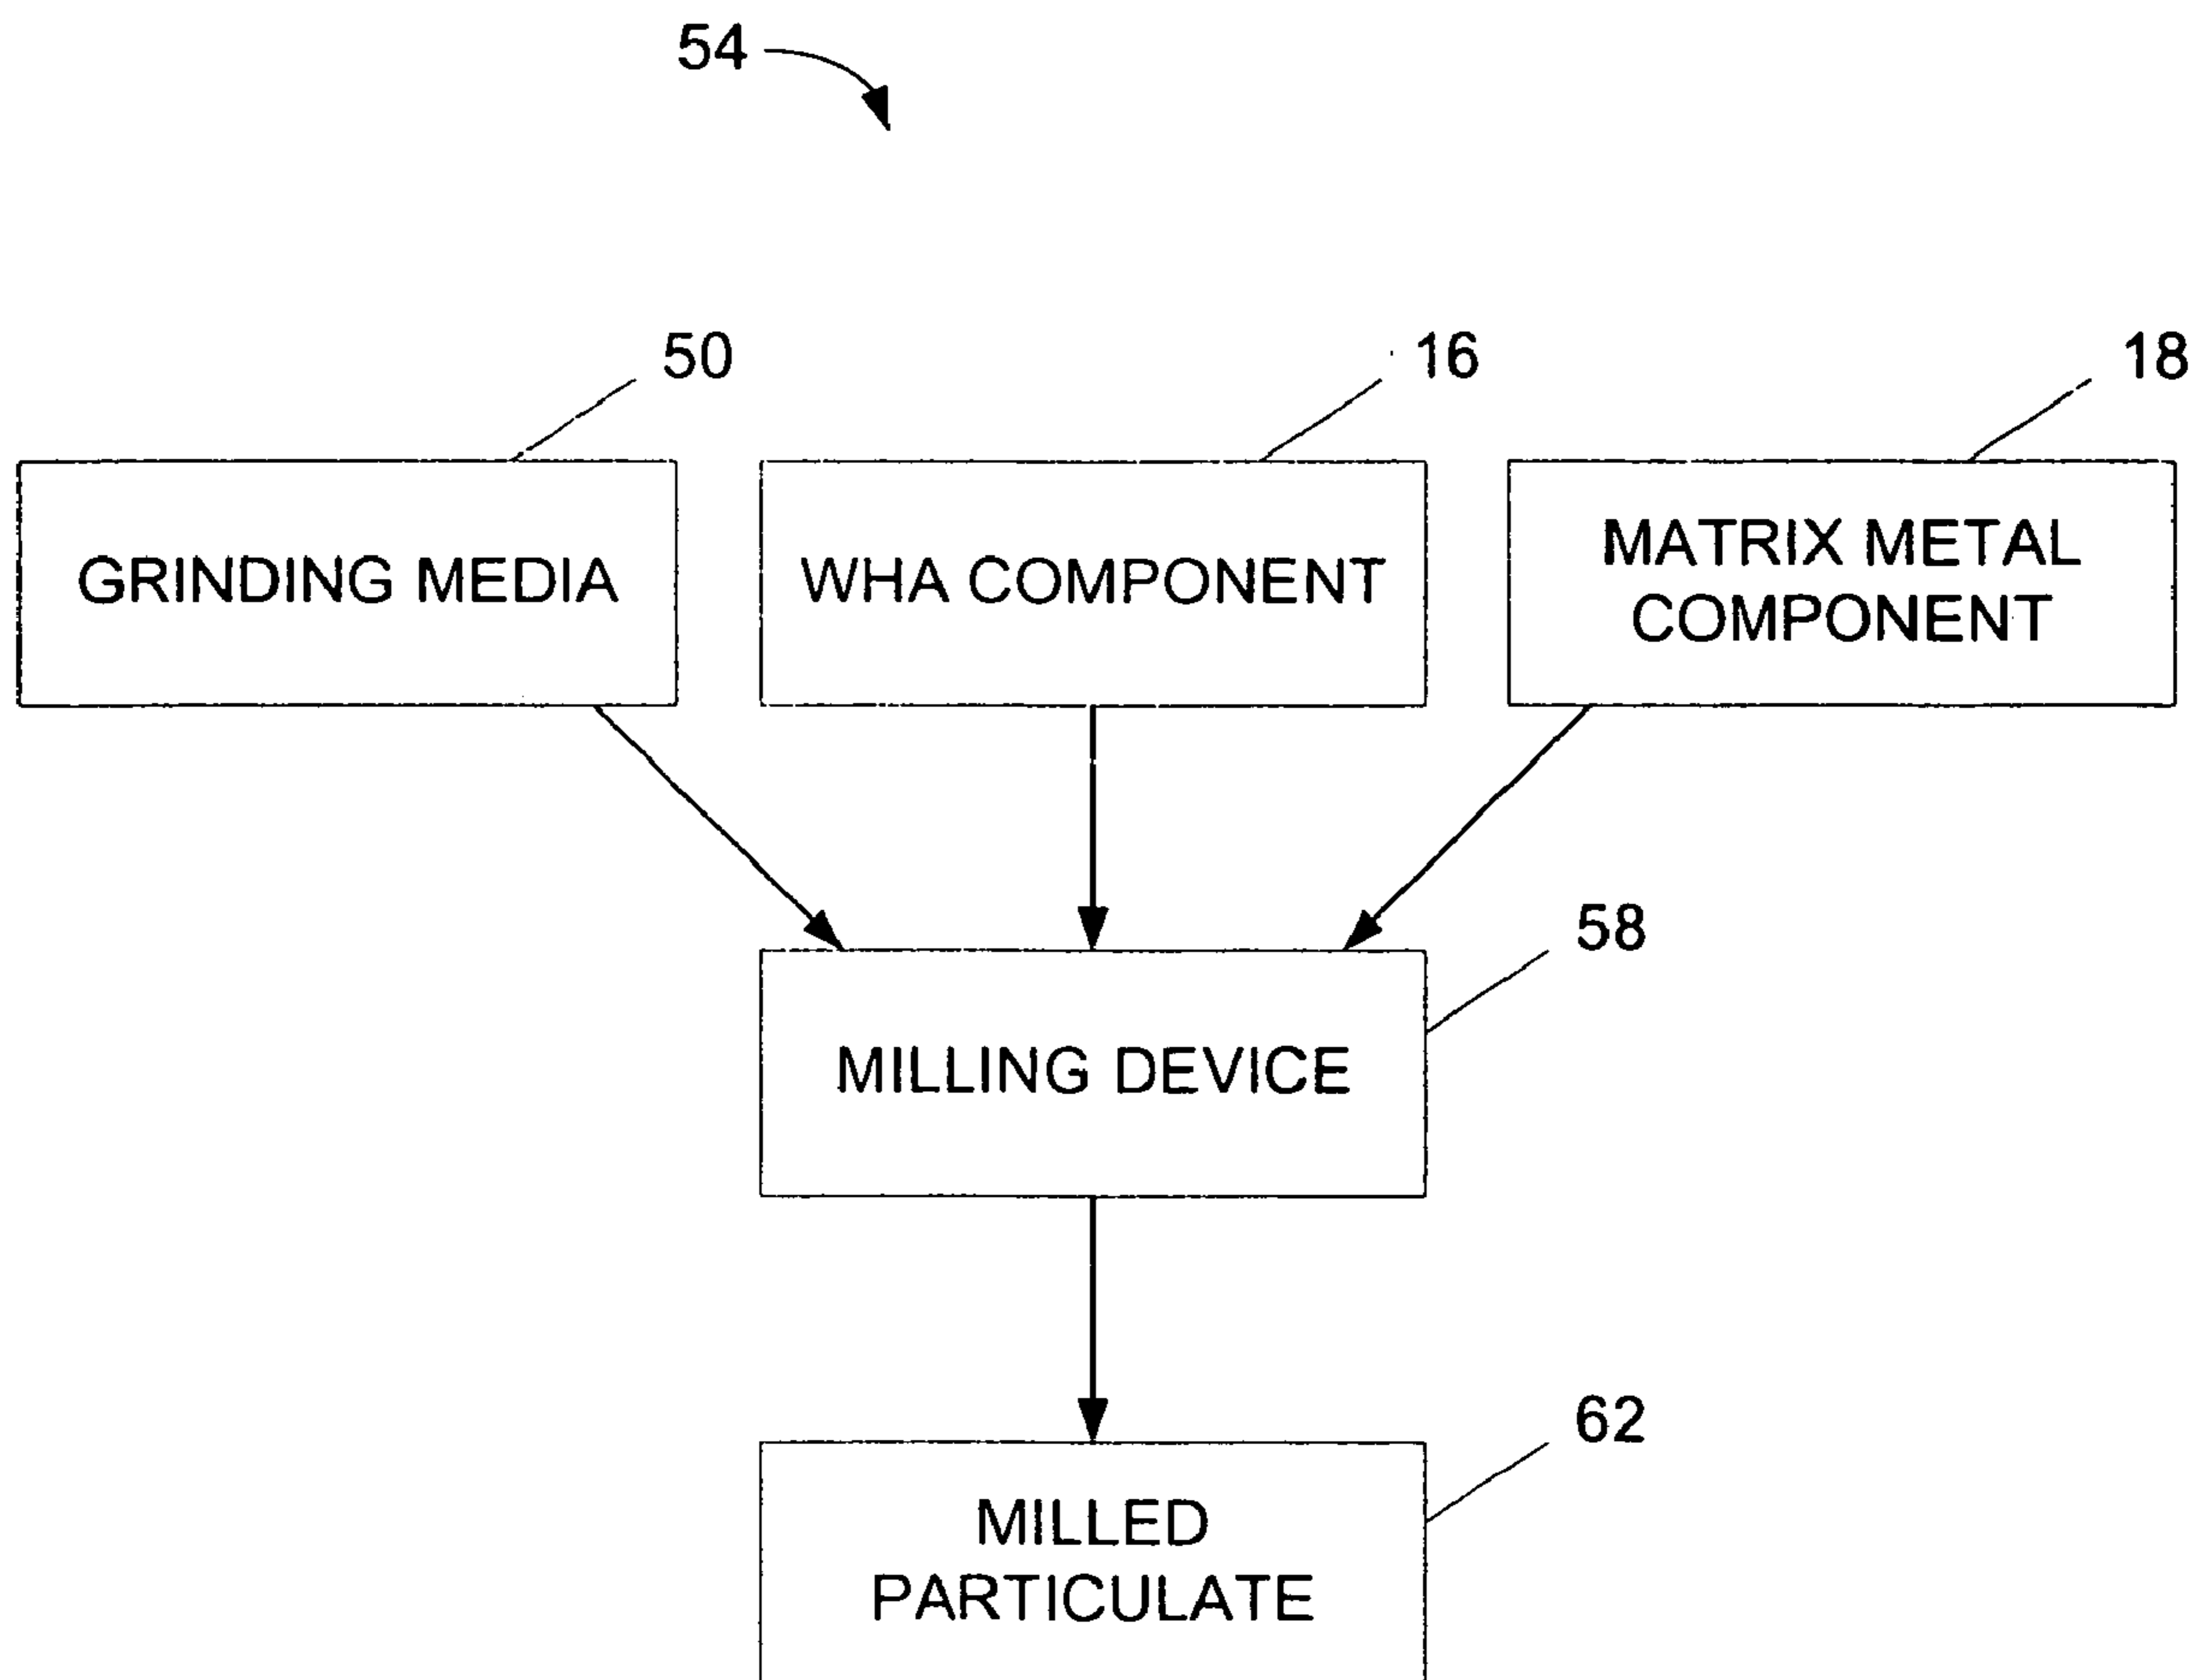 54
50
16
18
GRINDING MEDIA
WHA COMPONENT
MATRIX METAL
COMPONENT
58
MILLING DEVICE
62
MILLED
PARTICULATE